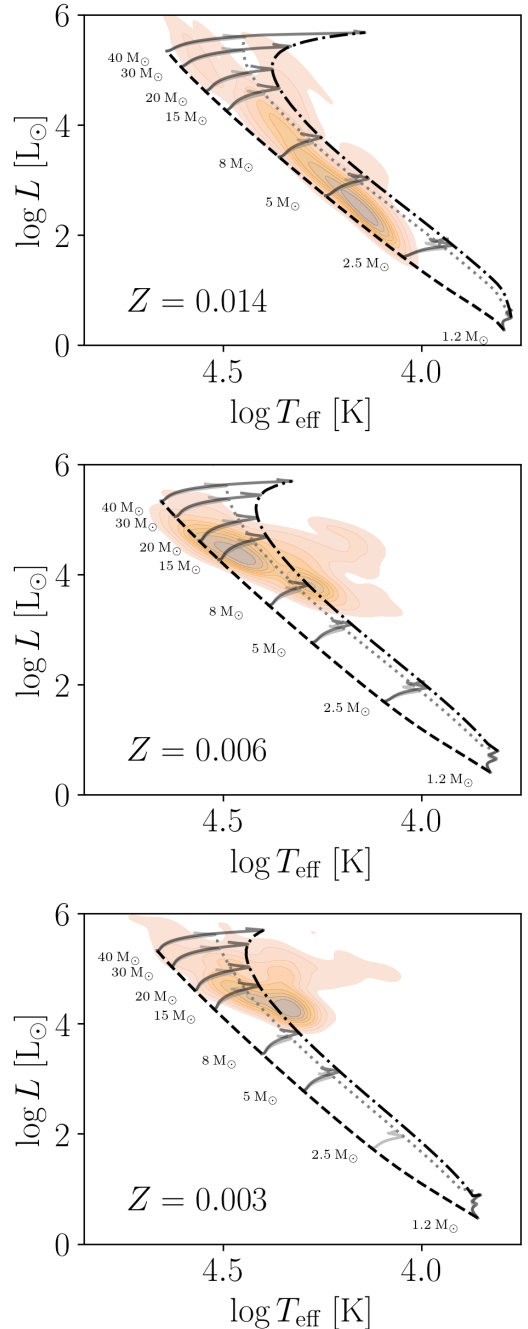 6
40 M⊙
30 M⊙
20 M⊙
15 M⊙
4
8 M⊙
5 M⊙
2
2.5 M⊙
Z = 0.014
1.2 M⊙
0
4.5 4.0
log L [L⊙]
log Teff [K]
6
40 M⊙
30 M⊙
20 M⊙
15 M⊙
4
8 M⊙
5 M⊙
2
2.5 M⊙
Z = 0.006
1.2 M⊙
0
4.5 4.0
log L [L⊙]
log Teff [K]
6
40 M⊙
30 M⊙
20 M⊙
15 M⊙
4
8 M⊙
5 M⊙
2
2.5 M⊙
Z = 0.003
1.2 M⊙
0
4.5 4.0
log L [L⊙]
log Teff [K]